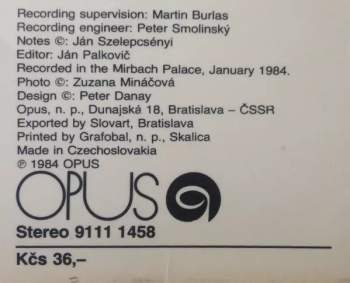 Recording supervision: Martin Burlas
Recording engineer: Peter Smolinský
Notes ©: Ján Szelepcsényi
Editor: Ján Palkovič
Recorded in the Mirbach Palace, January 1984.
Photo ©: Zuzana Mináčová
Design ©: Peter Danay
Opus, n. p., Dunajská 18, Bratislava – ČSSR
Exported by Slovart, Bratislava
Printed by Grafobal, n. p., Skalica
Made in Czechoslovakia
℗ 1984 OPUS
OPUS
Stereo 9111 1458
Kčs 36,–